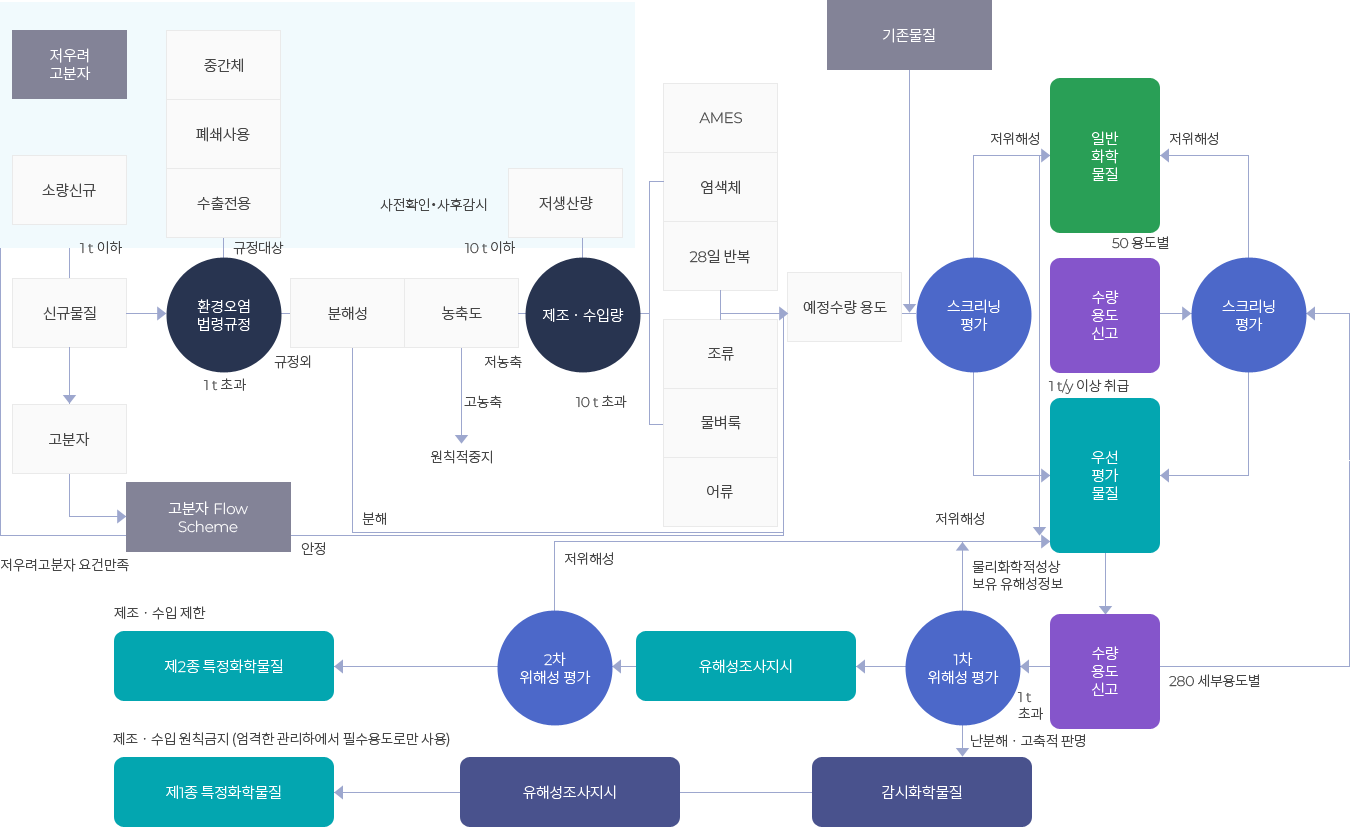 저우려
고분자
중간체
폐쇄사용
수출전용
소량신규
사전확인•사후감시
저생산량
1 t 이하
규정대상
10 t 이하
신규물질
환경오염
법령규정
분해성
농축도
제조 · 수입량
규정외
1 t 초과
저농축
고농축
10 t 초과
원칙적중지
고분자
고분자 Flow
Scheme
분해
안정
저우려고분자 요건만족
AMES
염색체
28일 반복
조류
물벼룩
어류
예정수량 용도
기존물질
스크리닝
평가
저위해성
일반
화학
물질
저위해성
50 용도별
수량
용도
신고
스크리닝
평가
1 t/y 이상 취급
우선
평가
물질
저위해성
저위해성
물리화학적성상
보유 유해성정보
제조 · 수입 제한
제2종 특정화학물질
2차
위해성 평가
유해성조사지시
1차
위해성 평가
1 t
초과
수량
용도
신고
280 세부용도별
난분해 · 고축적 판명
제조 · 수입 원칙금지 (엄격한 관리하에서 필수용도로만 사용)
제1종 특정화학물질
유해성조사지시
감시화학물질